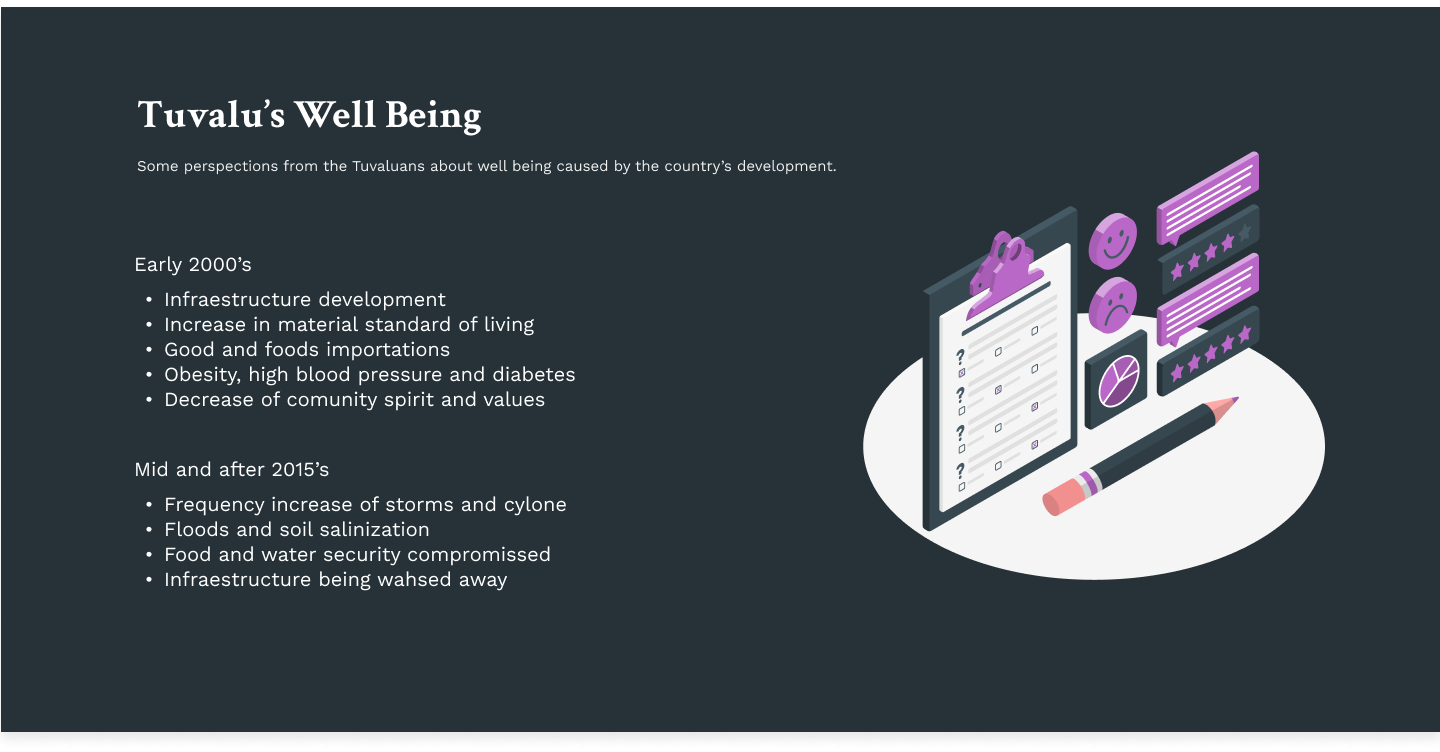 Tuvalu’s Well Being
Some perspections from the Tuvaluans about well being caused by the country’s development.
Early 2000’s
• Infraestructure development
• Increase in material standard of living
• Good and foods importations
• Obesity, high blood pressure and diabetes
• Decrease of comunity spirit and values
Mid and after 2015’s
• Frequency increase of storms and cylone
• Floods and soil salinization
• Food and water security compromissed
• Infraestructure being wahsed away
?
?
?
?